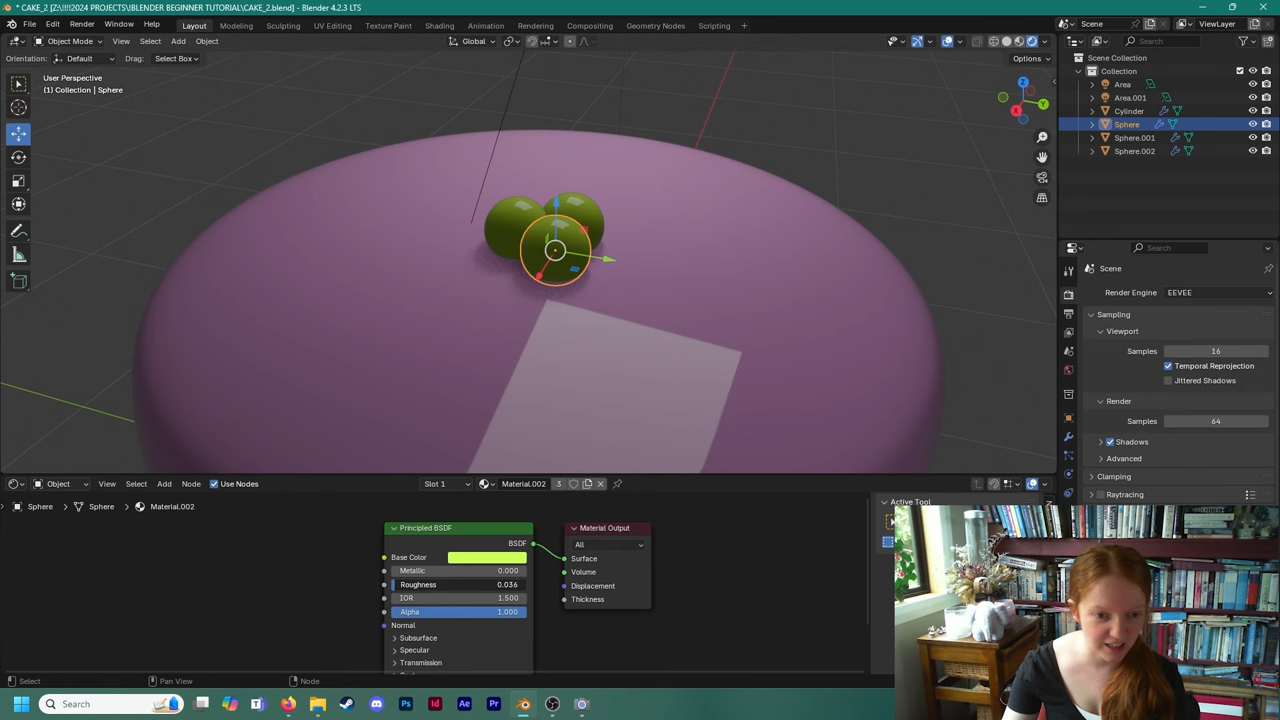 * CAKE_2 [Z:\!!!!2024 PROJECTS\BLENDER BEGINNER TUTORIAL\CAKE_2.blend] - Blender 4.2.3 LTS
File Edit Render Window Help Layout Modeling Sculpting UV Editing Texture Paint Shading Animation Rendering Compositing Geometry Nodes Scripting + Scene ViewLayer
Object Mode View Select Add Object Global Search
Orientation: Default Drag: Select Box Options
Scene Collection
User Perspective
(1) Collection | Sphere
Collection
Area
Area.001
Cylinder
Sphere
Sphere.001
Sphere.002
Z
Y
X
Search
Scene
Render Engine EEVEE
Sampling
Viewport
Samples 16
Temporal Reprojection
Jittered Shadows
Render
Samples 64
Shadows
Advanced
Clamping
Raytracing
Object View Select Add Node Use Nodes Slot 1 Material.002 3
Sphere > Sphere > Material.002
Active Tool
Principled BSDF
BSDF
Base Color
Metallic 0.000
Roughness 0.036
IOR 1.500
Alpha 1.000
Normal
Subsurface
Specular
Transmission
Material Output
All
Surface
Volume
Displacement
Thickness
Select Pan View Node
Search